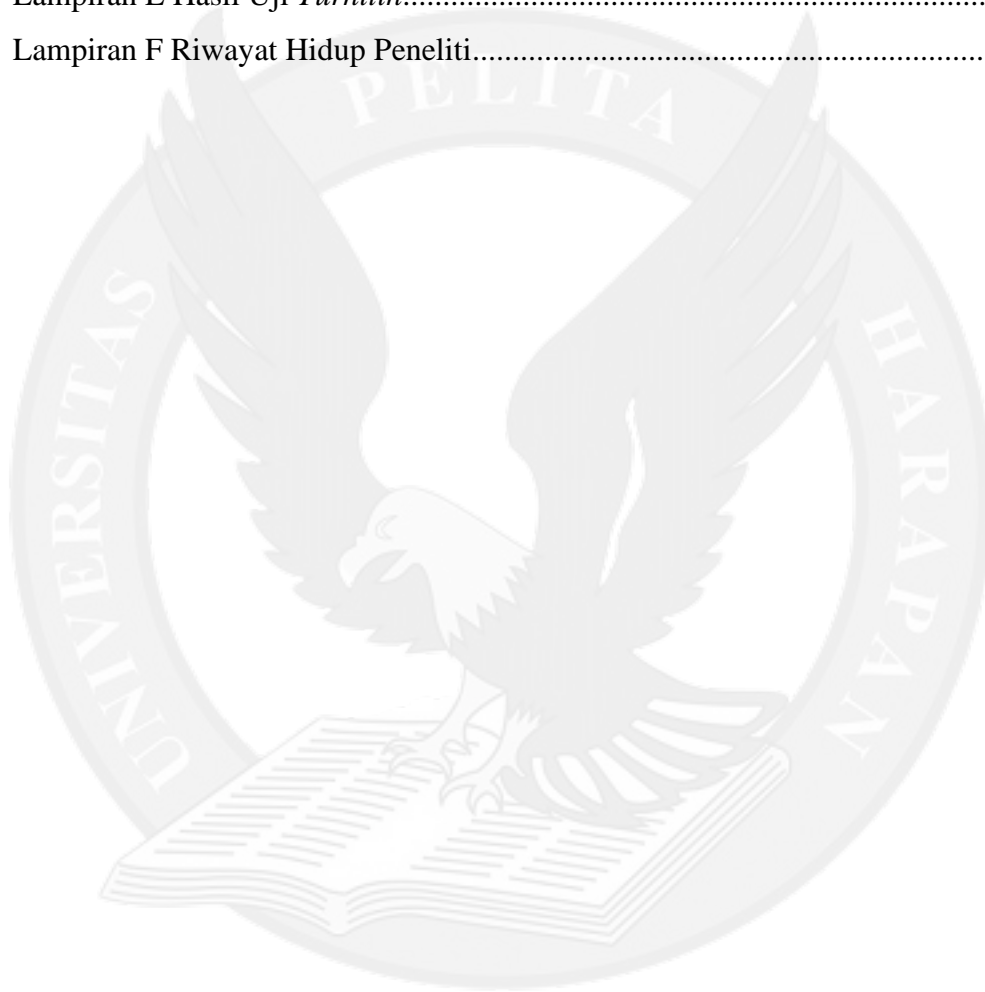 Lampiran E Hasil Uji Turnitin...............................................................................
Lampiran F Riwayat Hidup Peneliti................................................................
PELITA
UNIVERSITAS
HARAPAN